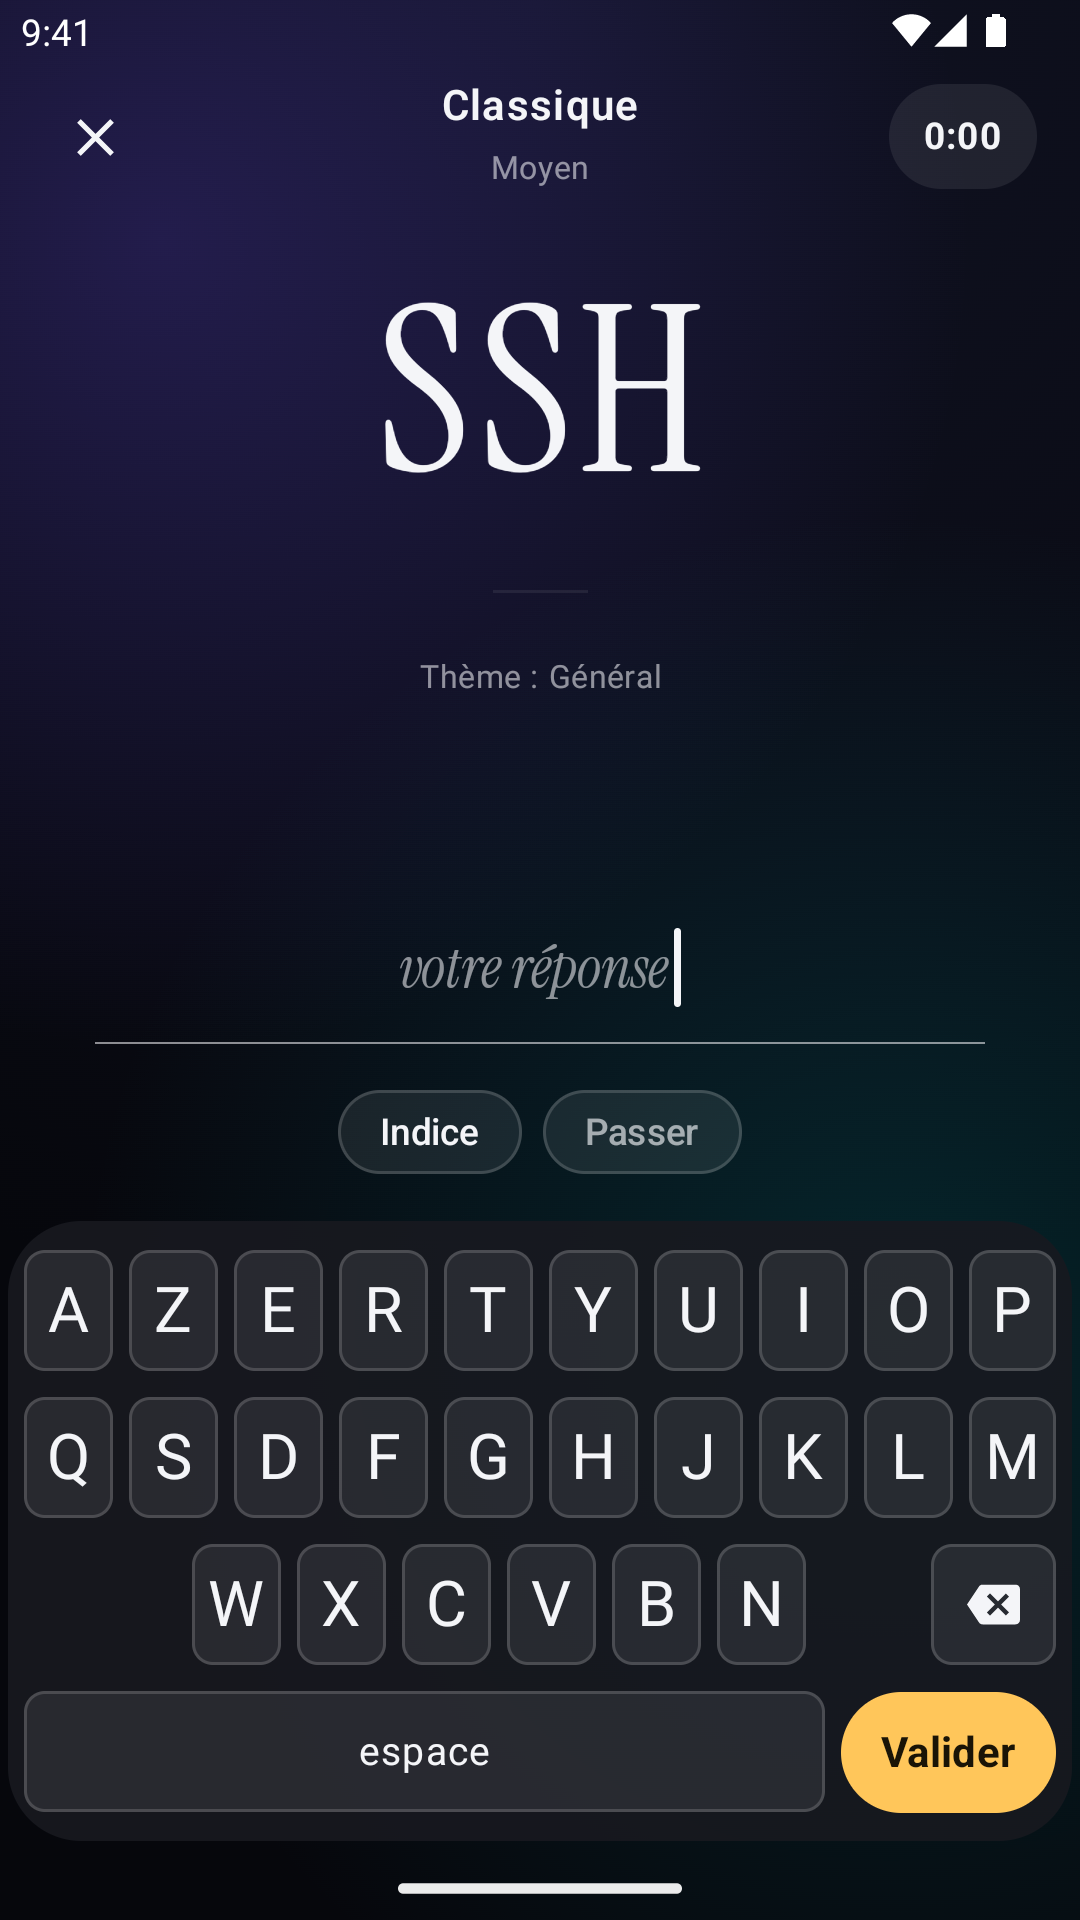 9:41
Classique
Moyen
0:00
SSH
Thème : Général
votre réponse
Indice
Passer
A Z E R T Y U I O P
Q S D F G H J K L M
W X C V B N
espace
Valider